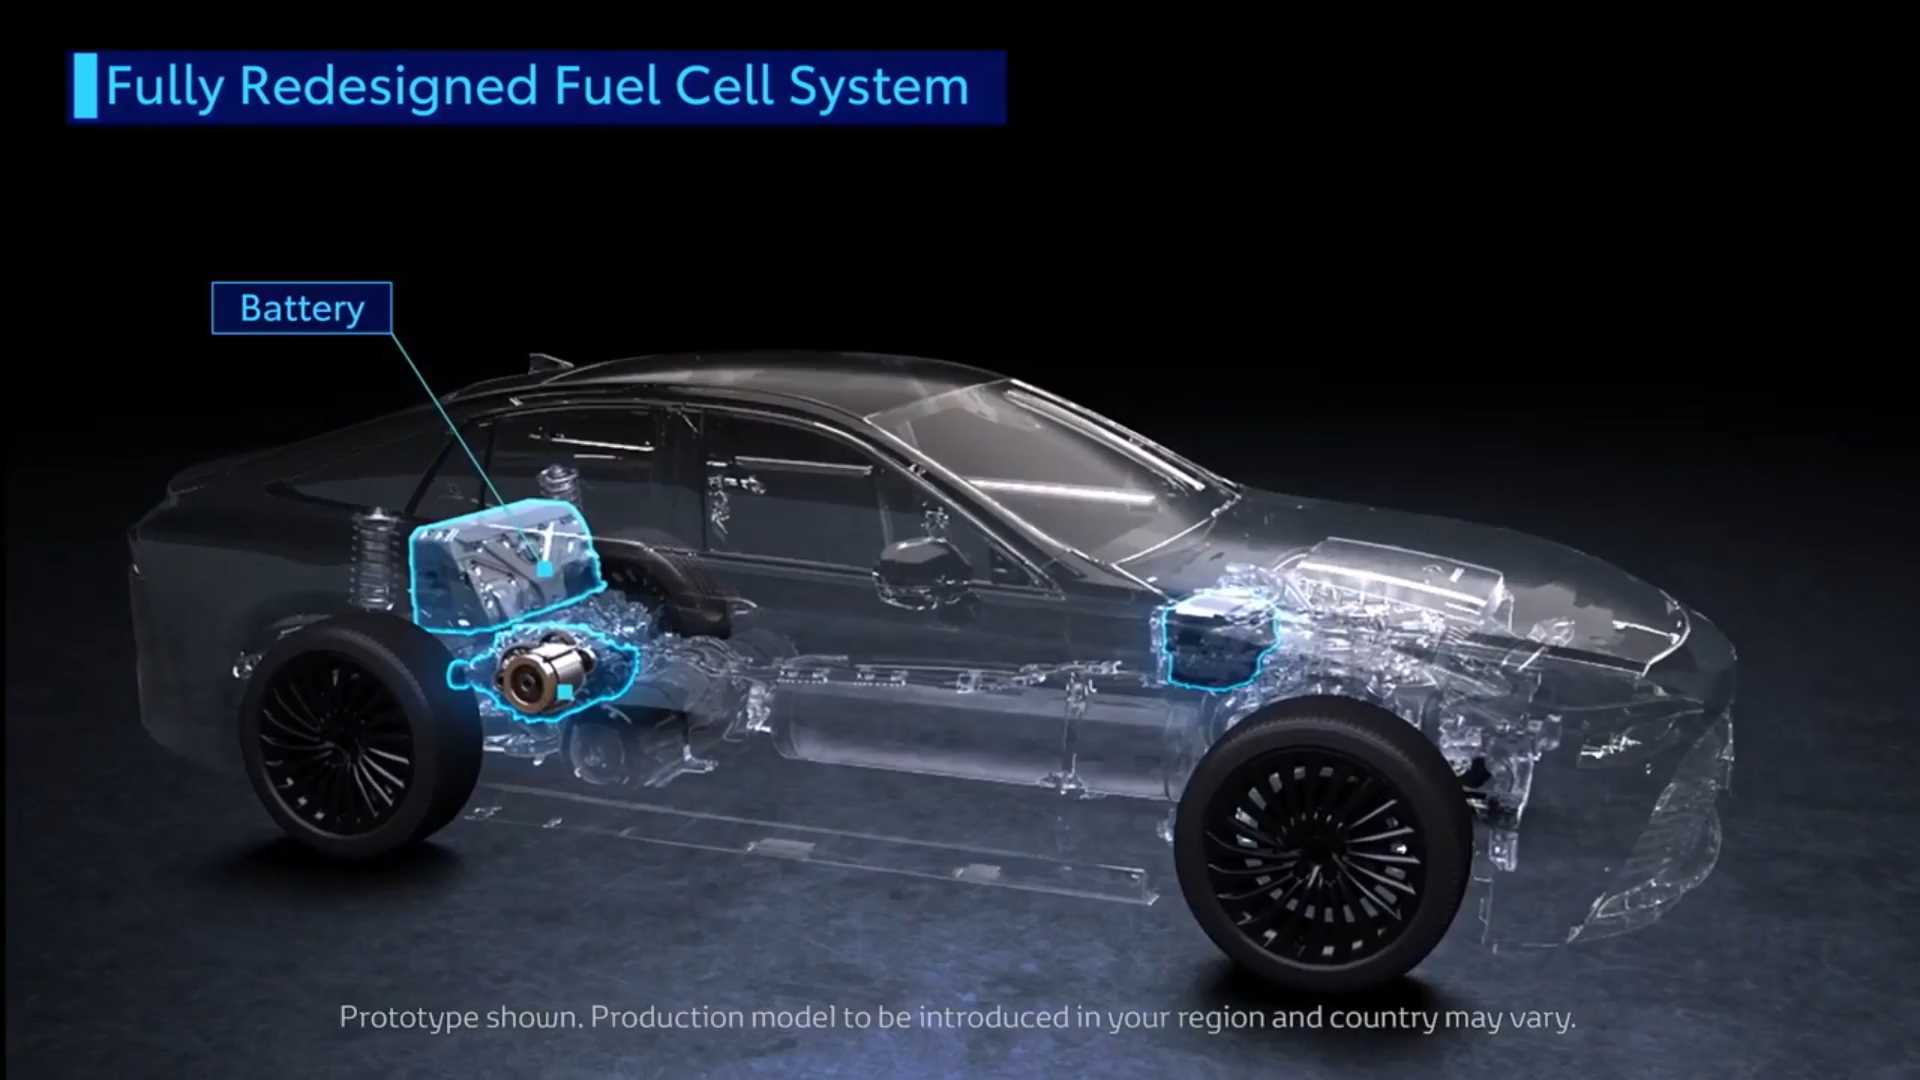 Fully Redesigned Fuel Cell System
Battery
Prototype shown. Production model to be introduced in your region and country may vary.